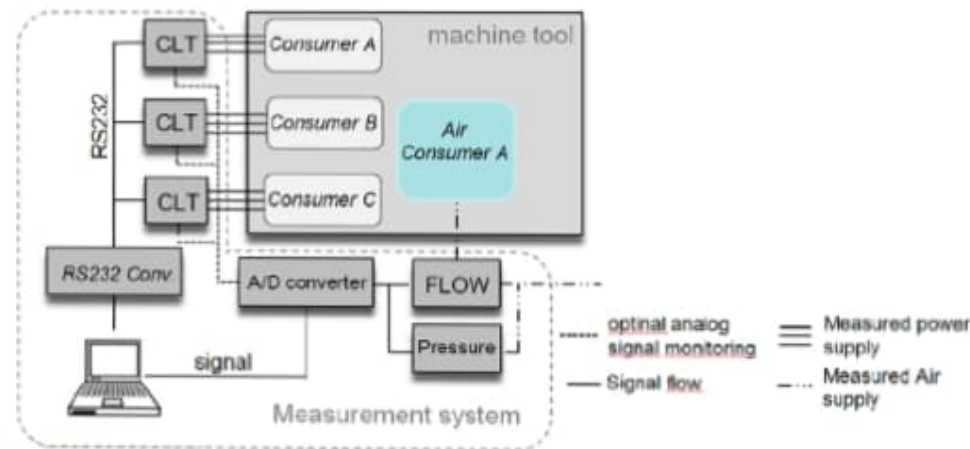 CLT
Consumer A
machine tool
RS232
CLT
Consumer B
Air
Consumer A
CLT
Consumer C
RS232 Conv
A/D converter
FLOW
Pressure
signal
Measurement system
optinal analog
signal monitoring
Signal flow
Measured power
supply
Measured Air
supply